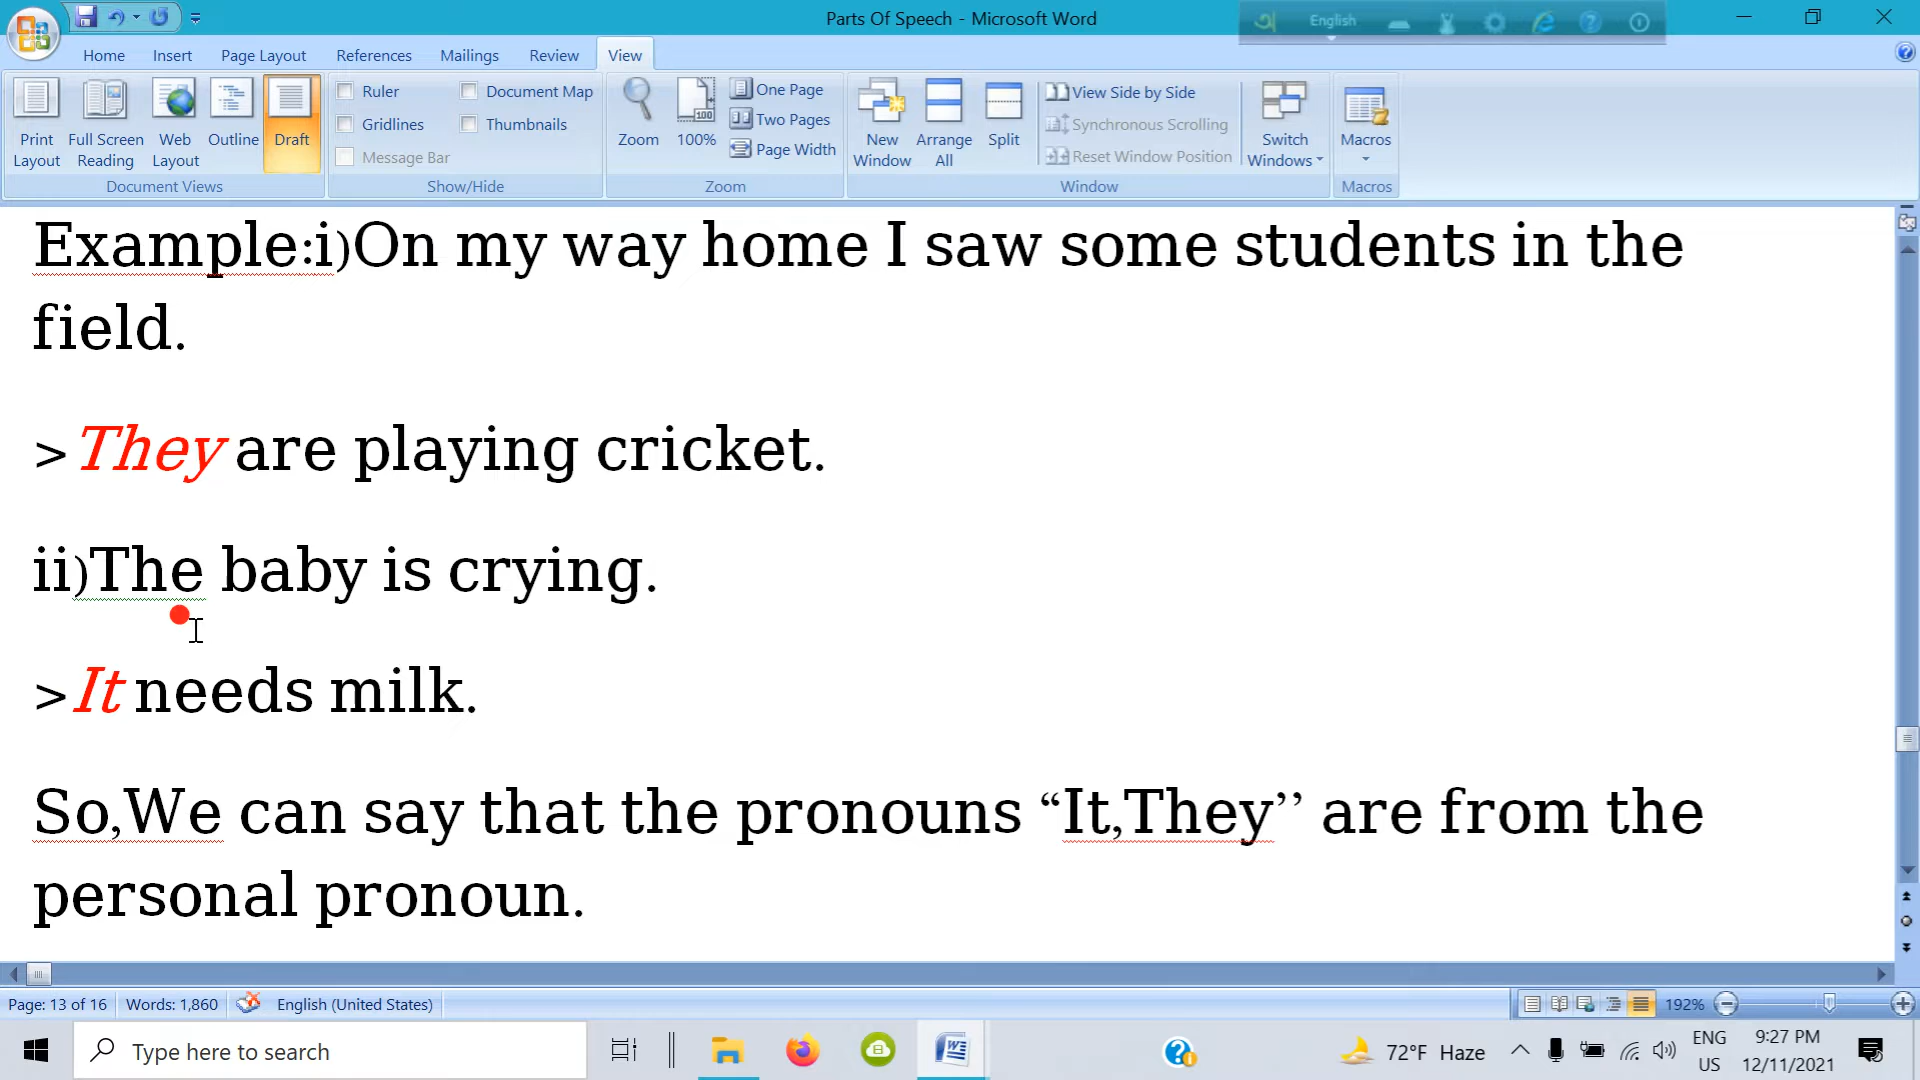 Parts Of Speech - Microsoft Word
English
Home Insert Page Layout References Mailings Review View
Ruler Document Map One Page View Side by Side
Gridlines Thumbnails Two Pages Synchronous Scrolling
Message Bar Page Width Reset Window Position
Print Layout Full Screen Reading Web Layout Outline Draft Zoom 100% New Window Arrange All Split Switch Windows Macros
Document Views Show/Hide Zoom Window Macros
Example:i)On my way home I saw some students in the
field.
>They are playing cricket.
ii)The baby is crying.
>It needs milk.
So,We can say that the pronouns “It,They’’ are from the
personal pronoun.
Page: 13 of 16 Words: 1,860 English (United States) 192%
Type here to search 72°F Haze ENG US 9:27 PM 12/11/2021